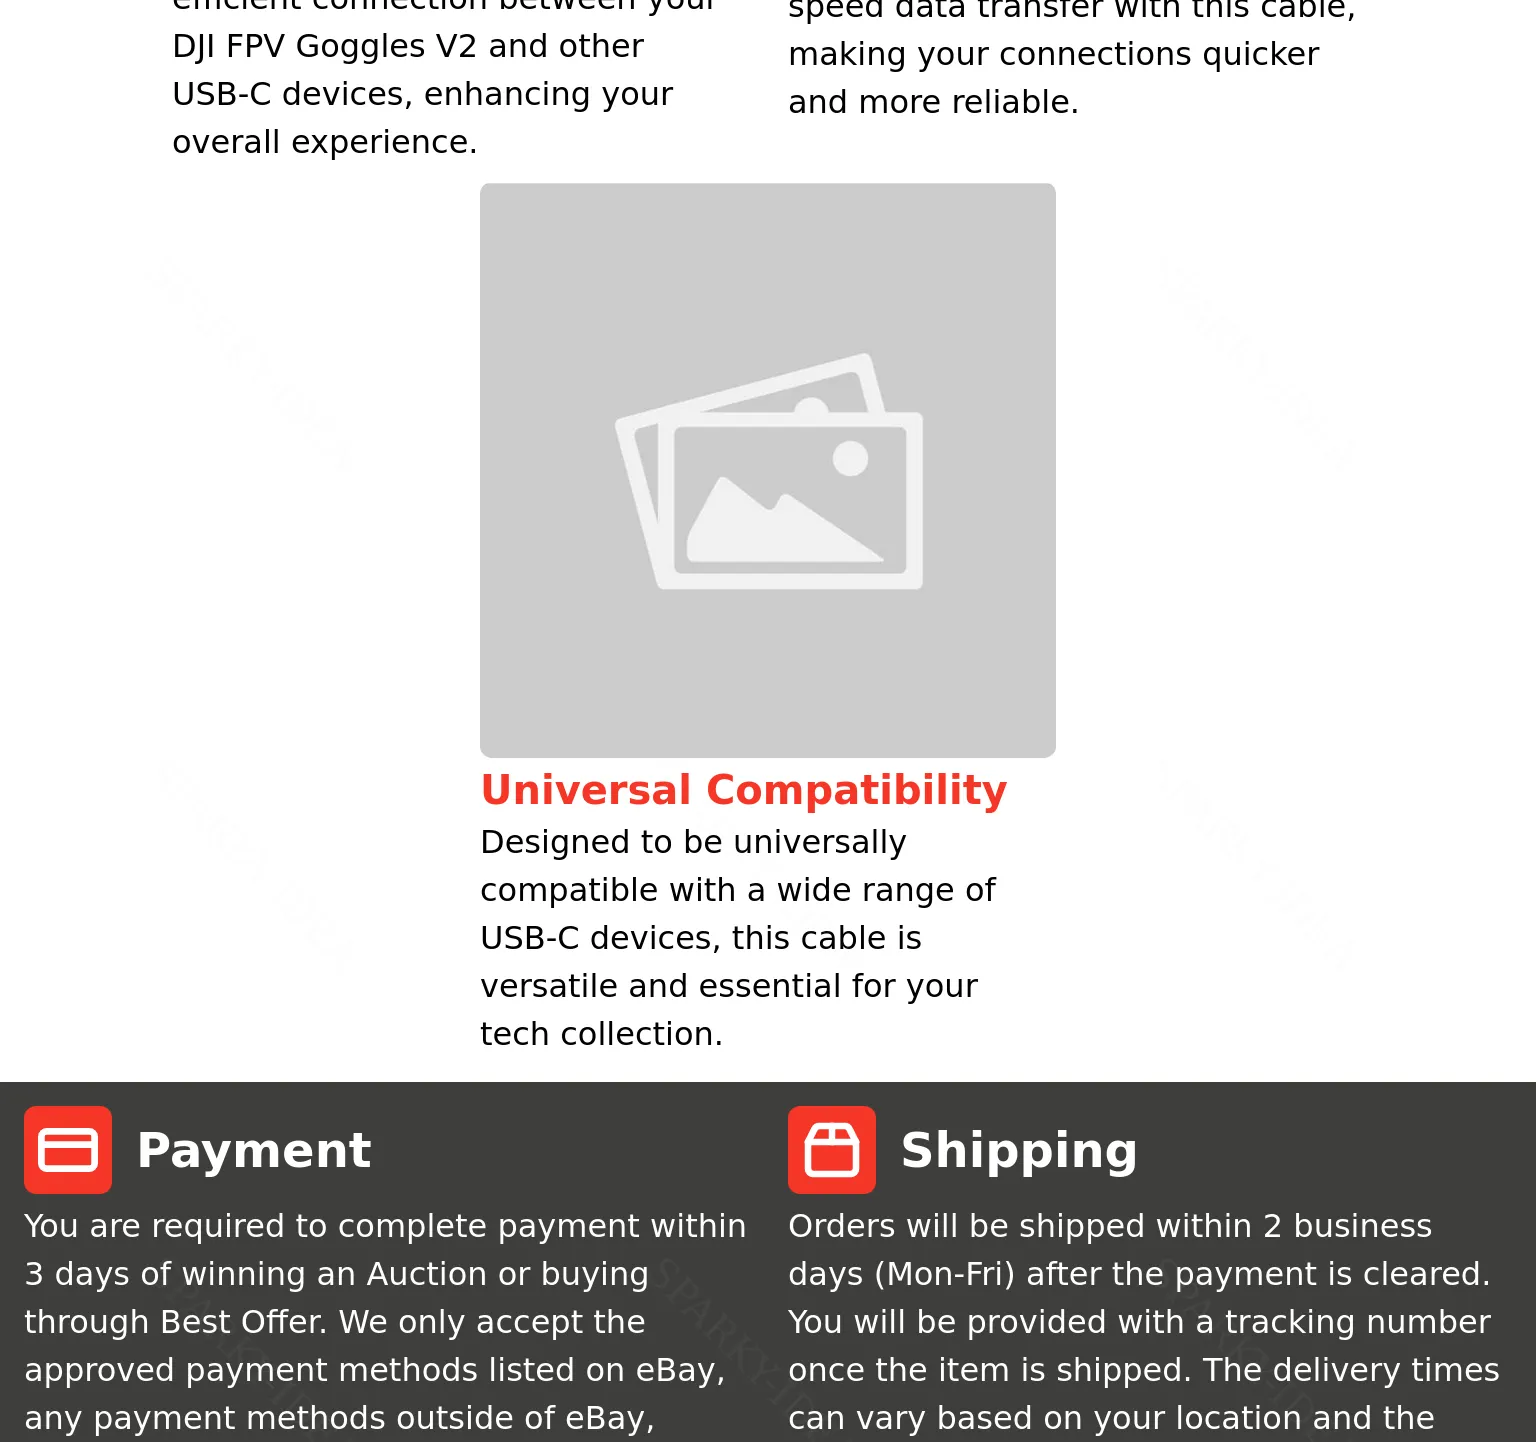 efficient connection between your
DJI FPV Goggles V2 and other
USB-C devices, enhancing your
overall experience.
speed data transfer with this cable,
making your connections quicker
and more reliable.
Universal Compatibility
Designed to be universally
compatible with a wide range of
USB-C devices, this cable is
versatile and essential for your
tech collection.
Payment
You are required to complete payment within
3 days of winning an Auction or buying
through Best Offer. We only accept the
approved payment methods listed on eBay,
any payment methods outside of eBay,
Shipping
Orders will be shipped within 2 business
days (Mon-Fri) after the payment is cleared.
You will be provided with a tracking number
once the item is shipped. The delivery times
can vary based on your location and the